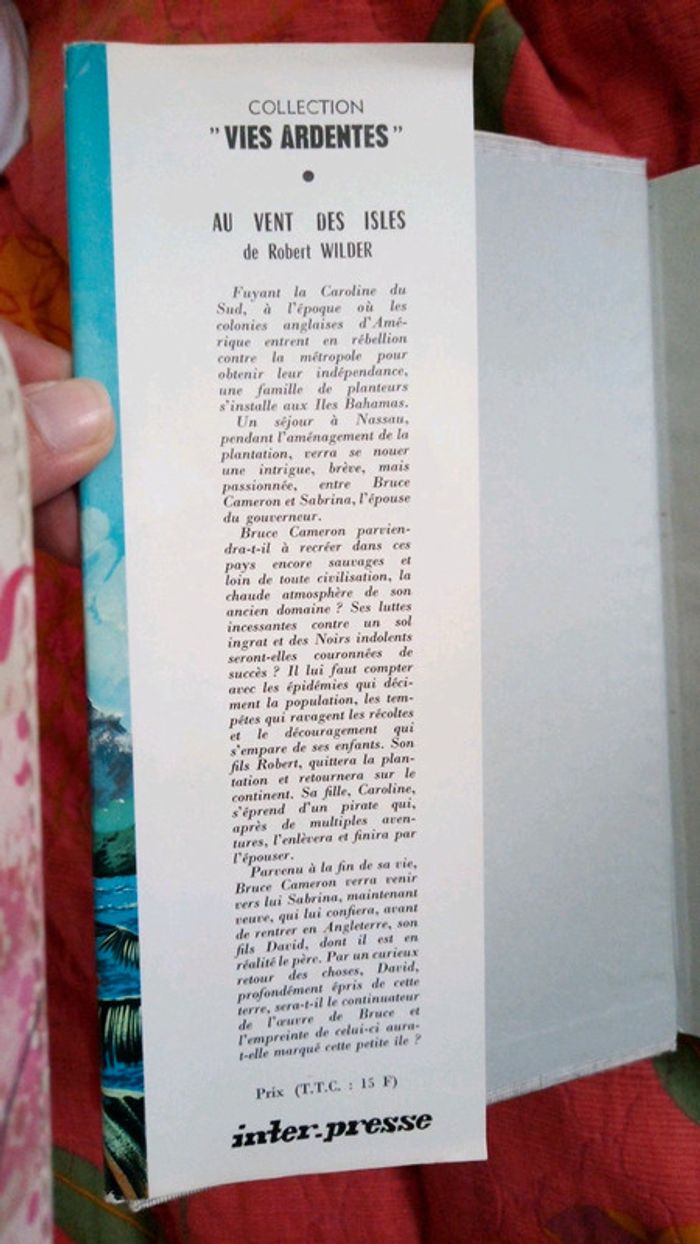 COLLECTION
" VIES ARDENTES "
●
AU VENT DES ISLES
de Robert WILDER
Fuyant la Caroline du
Sud, à l'époque où les
colonies anglaises d'Amé-
rique entrent en rébellion
contre la métropole pour
obtenir leur indépendance,
une famille de planteurs
s'installe aux Iles Bahamas.
Un séjour à Nassau,
pendant l'aménagement de la
plantation, verra se nouer
une intrigue, brève, mais
passionnée, entre Bruce
Cameron et Sabrina, l'épouse
du gouverneur.
Bruce Cameron parvien-
dra-t-il à recréer dans ces
pays encore sauvages et
loin de toute civilisation, la
chaude atmosphère de son
ancien domaine ? Ses luttes
incessantes contre un sol
ingrat et des Noirs indolents
seront-elles couronnées de
succès ? Il lui faut compter
avec les épidémies qui déci-
ment la population, les tem-
pêtes qui ravagent les récoltes
et le découragement qui
s'empare de ses enfants. Son
fils Robert, quittera la plan-
tation et retournera sur le
continent. Sa fille, Caroline,
s'éprend d'un pirate qui,
après de multiples aven-
tures, l'enlèvera et finira par
l'épouser.
Parvenu à la fin de sa vie,
Bruce Cameron verra venir
vers lui Sabrina, maintenant
veuve, qui lui confiera, avant
de rentrer en Angleterre, son
fils David, dont il est en
réalité le père. Par un curieux
retour des choses, David,
profondément épris de cette
terre, sera-t-il le continuateur
de l'œuvre de Bruce et
l'empreinte de celui-ci aura-
t-elle marqué cette petite île ?
Prix (T.T.C. : 15 F)
inter-presse